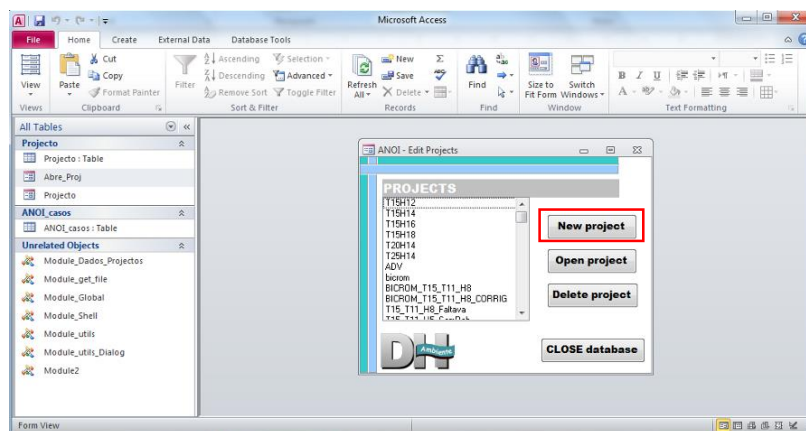 Microsoft Access
File Home Create External Data Database Tools
View
Views
Paste
Cut
Copy
Format Painter
Clipboard
Filter
Ascending
Descending
Remove Sort
Selection
Advanced
Toggle Filter
Sort & Filter
Refresh
All
New
Save
Delete
Records
Find
Find
Size to
Fit Form
Switch
Windows
Window
B I U
A
Text Formatting
All Tables
Projecto
Projecto : Table
Abre_Proj
Projecto
ANOI_casos
ANOI_casos : Table
Unrelated Objects
Module_Dados_Projectos
Module_get_file
Module_Global
Module_Shell
Module_utils
Module_utils_Dialog
Module2
ANOI - Edit Projects
PROJECTS
T15H12
T15H14
T15H16
T15H18
T20H14
T25H14
ADV
bicrom
BICROM_T15_T11_H8
BICROM_T15_T11_H8_CORRIG
T15_T11_H8_Faltava
New project
Open project
Delete project
CLOSE database
DH
Ambiente
Form View